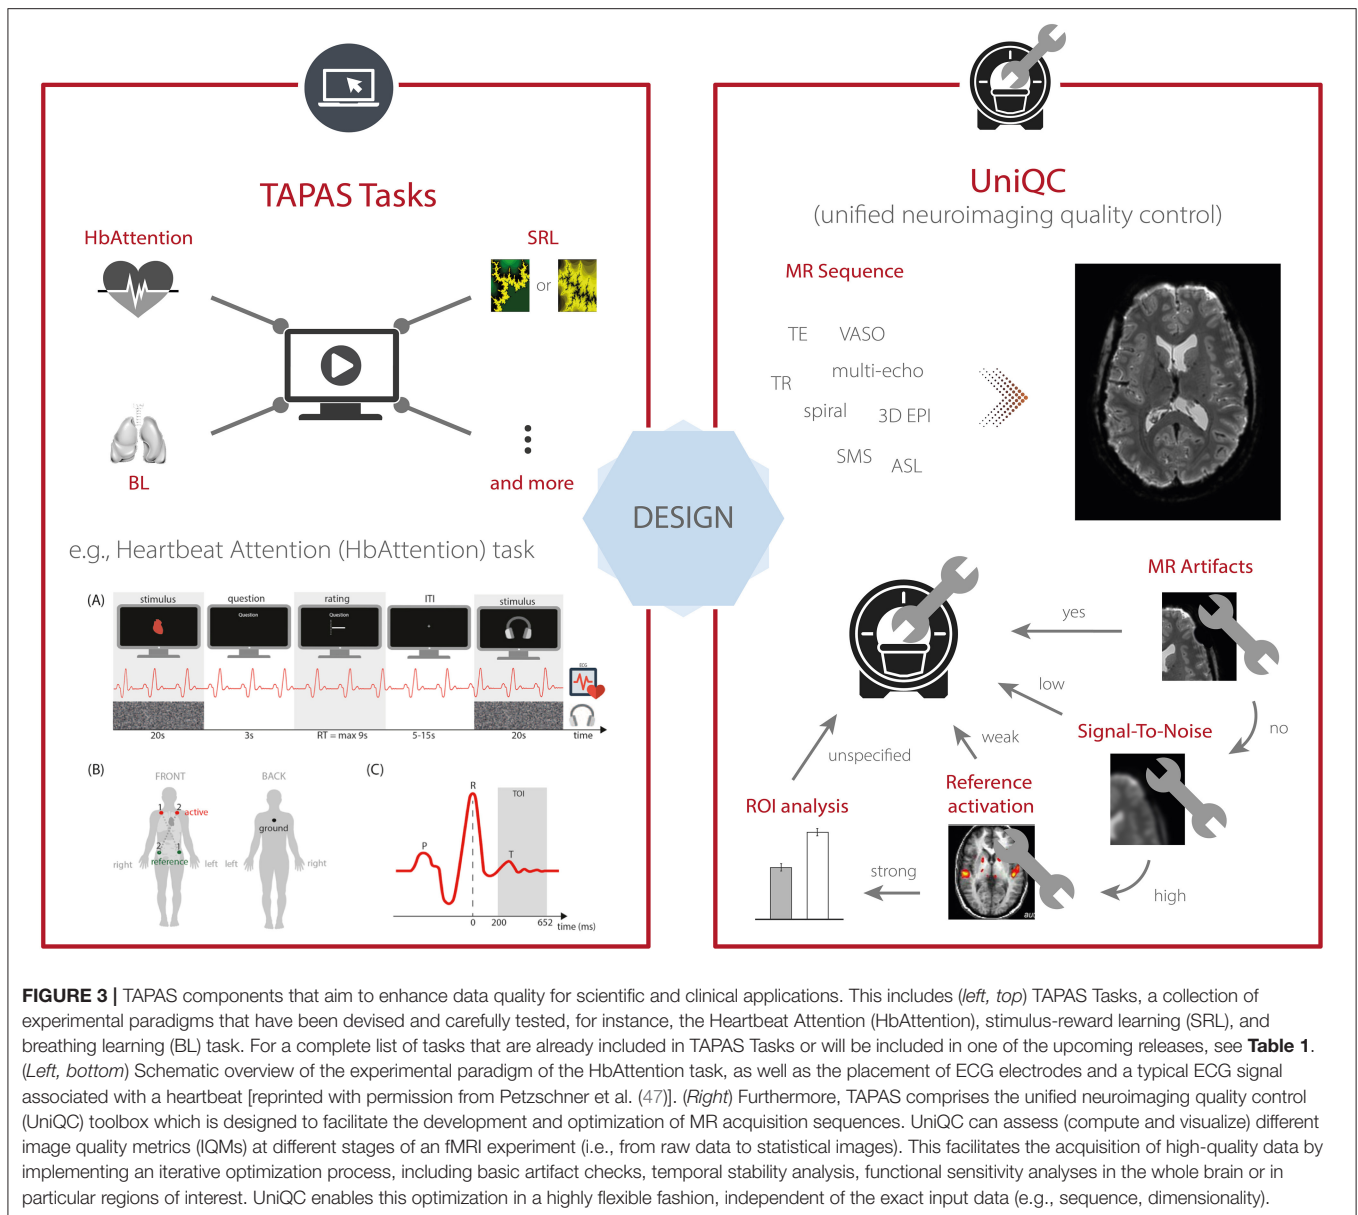 TAPAS Tasks
HbAttention
SRL
or
BL
and more
e.g., Heartbeat Attention (HbAttention) task
(A)
stimulus
question
rating
ITI
stimulus
Question
Question
+
ECG
20s
3s
RT = max 9s
5-15s
20s
time
(B)
FRONT
BACK
1
2
active
ground
2
1
reference
right
left
left
right
(C)
R
TOI
P
T
0
200
652
time (ms)
DESIGN
UniQC
(unified neuroimaging quality control)
MR Sequence
TE
VASO
multi-echo
TR
spiral
3D EPI
SMS
ASL
MR Artifacts
yes
low
no
Signal-To-Noise
weak
unspecified
Reference
activation
ROI analysis
strong
high
FIGURE 3 | TAPAS components that aim to enhance data quality for scientific and clinical applications. This includes (left, top) TAPAS Tasks, a collection of
experimental paradigms that have been devised and carefully tested, for instance, the Heartbeat Attention (HbAttention), stimulus-reward learning (SRL), and
breathing learning (BL) task. For a complete list of tasks that are already included in TAPAS Tasks or will be included in one of the upcoming releases, see Table 1.
(Left, bottom) Schematic overview of the experimental paradigm of the HbAttention task, as well as the placement of ECG electrodes and a typical ECG signal
associated with a heartbeat [reprinted with permission from Petzschner et al. (47)]. (Right) Furthermore, TAPAS comprises the unified neuroimaging quality control
(UniQC) toolbox which is designed to facilitate the development and optimization of MR acquisition sequences. UniQC can assess (compute and visualize) different
image quality metrics (IQMs) at different stages of an fMRI experiment (i.e., from raw data to statistical images). This facilitates the acquisition of high-quality data by
implementing an iterative optimization process, including basic artifact checks, temporal stability analysis, functional sensitivity analyses in the whole brain or in
particular regions of interest. UniQC enables this optimization in a highly flexible fashion, independent of the exact input data (e.g., sequence, dimensionality).